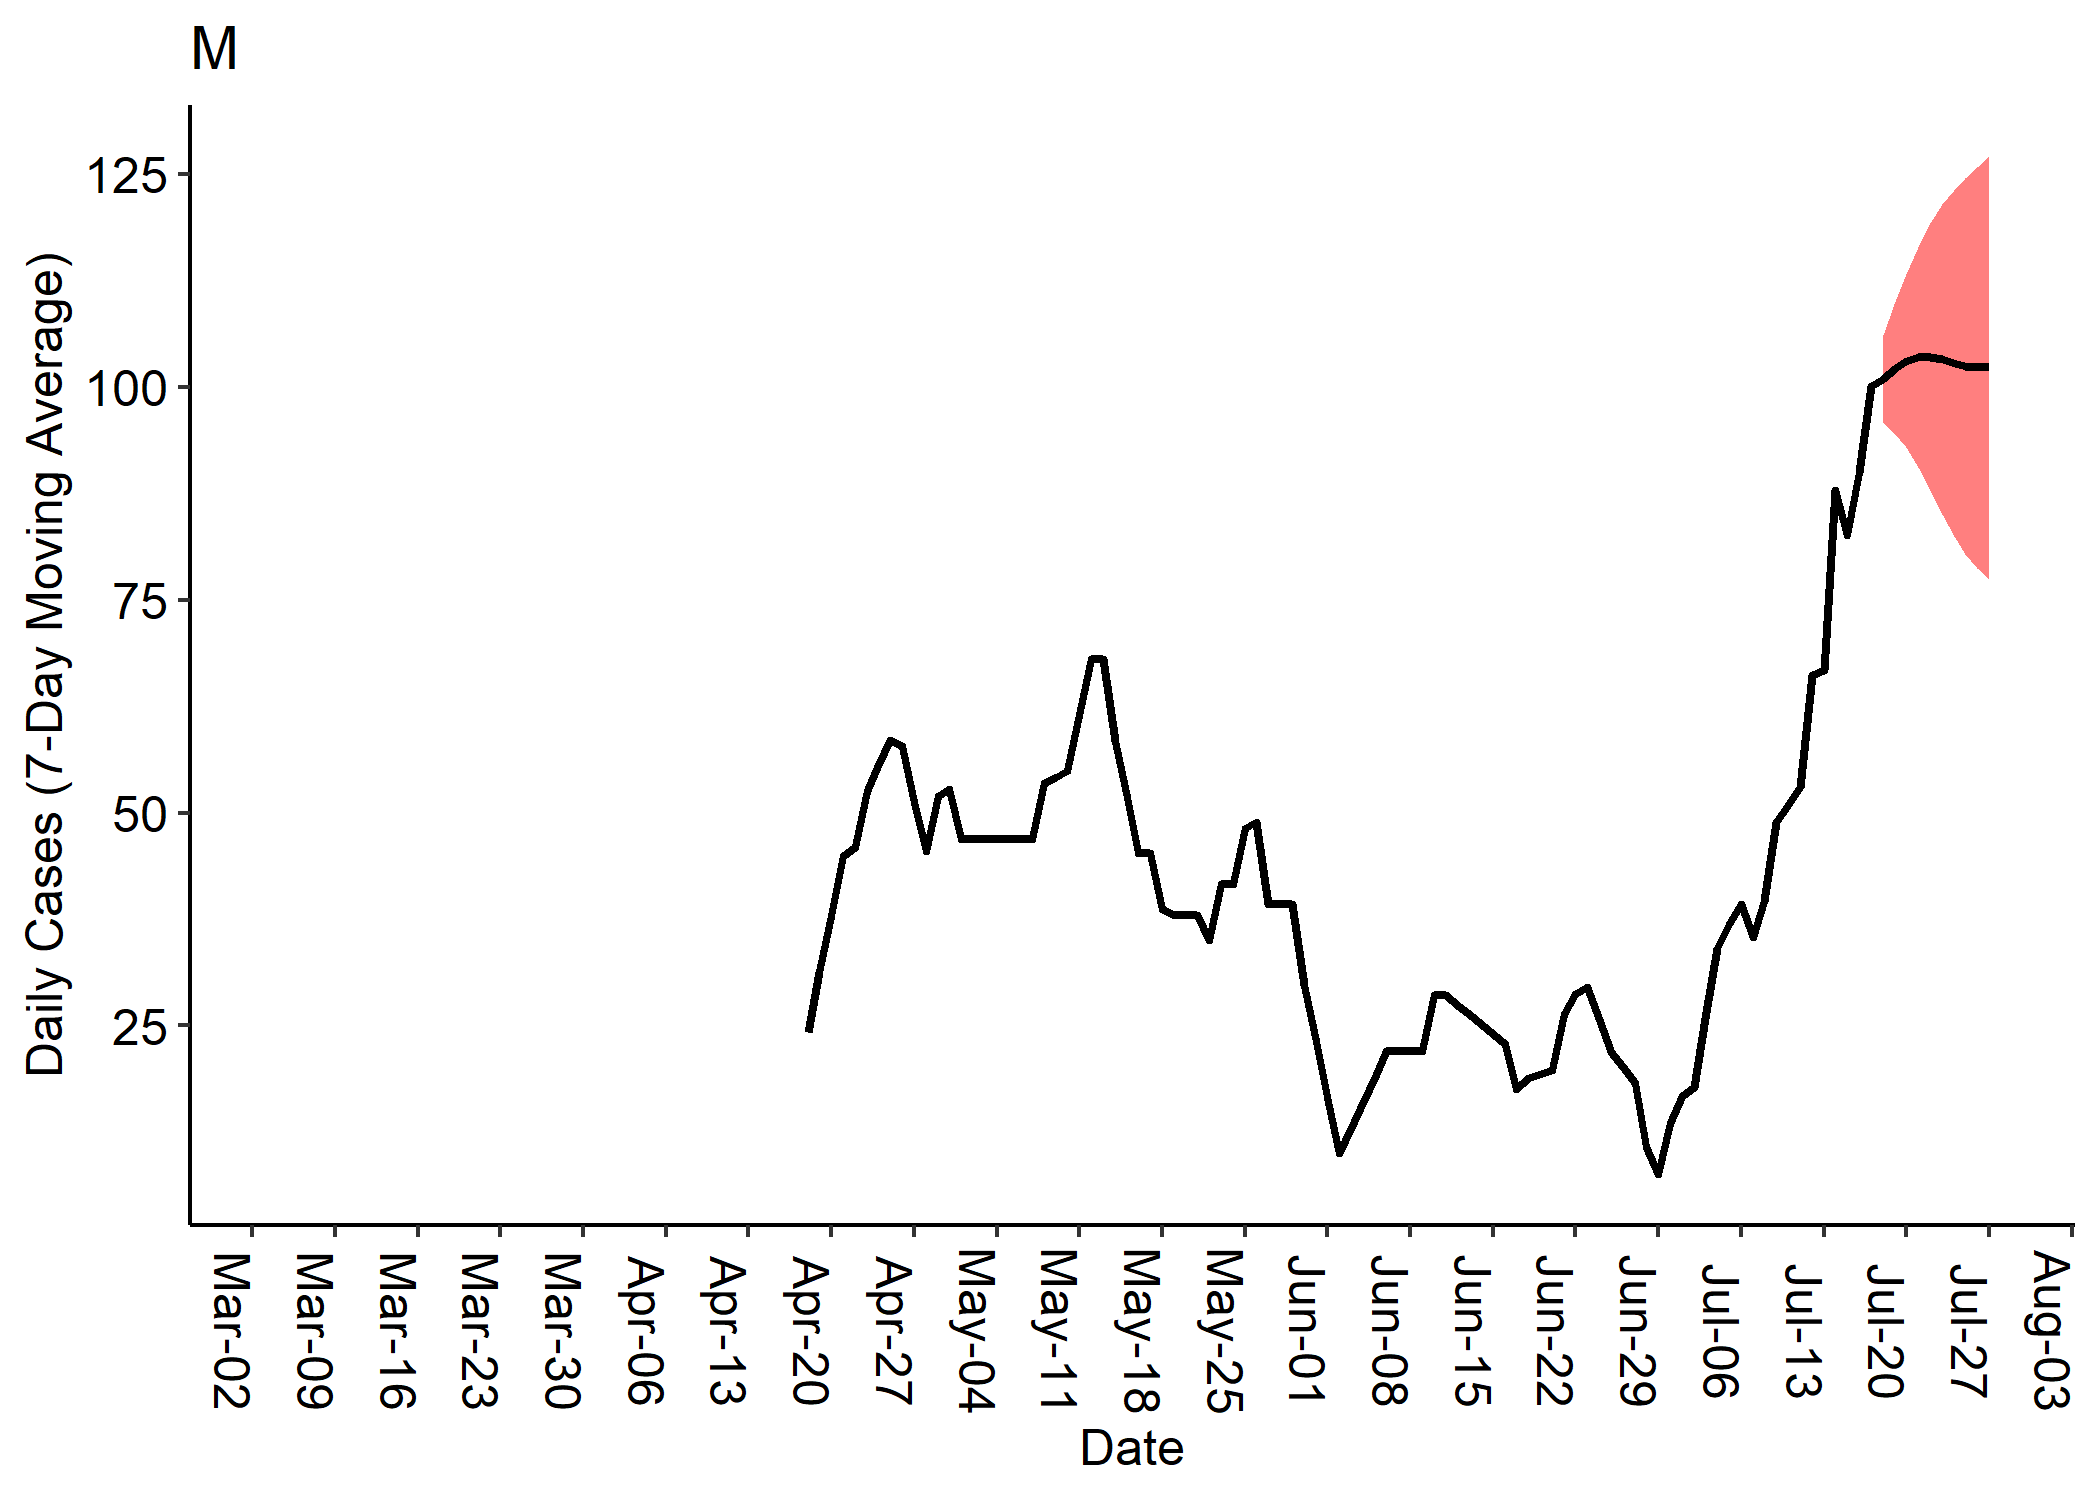 M
Daily Cases (7-Day Moving Average)
125
100
75
50
25
Mar-02
Mar-09
Mar-16
Mar-23
Mar-30
Apr-06
Apr-13
Apr-20
Apr-27
May-04
May-11
May-18
May-25
Jun-01
Jun-08
Jun-15
Jun-22
Jun-29
Jul-06
Jul-13
Jul-20
Jul-27
Aug-03
Date